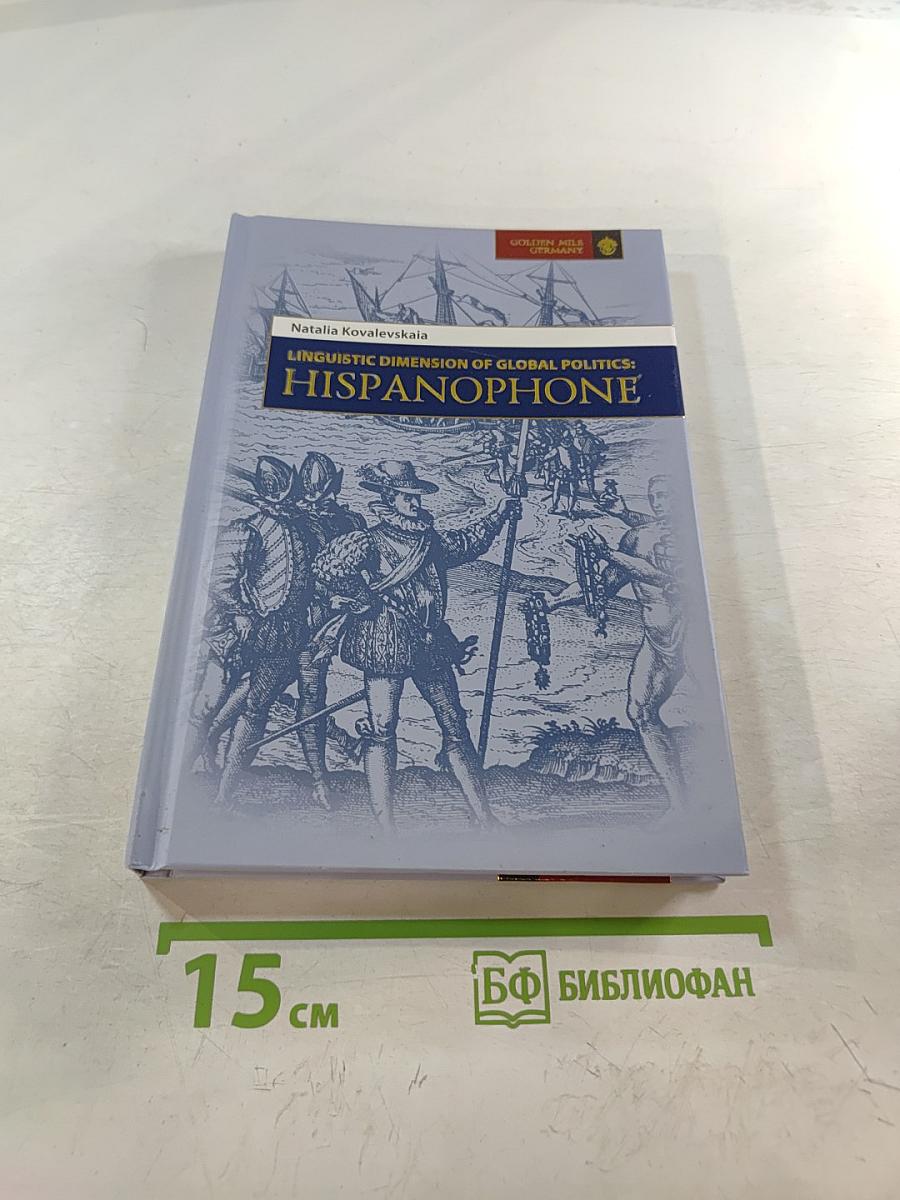 GOLDEN MILE
GERMANY
Natalia Kovalevskaia
LINGUISTIC DIMENSION OF GLOBAL POLITICS:
HISPANOPHONE
15 см
БФ БИБЛИОФАН